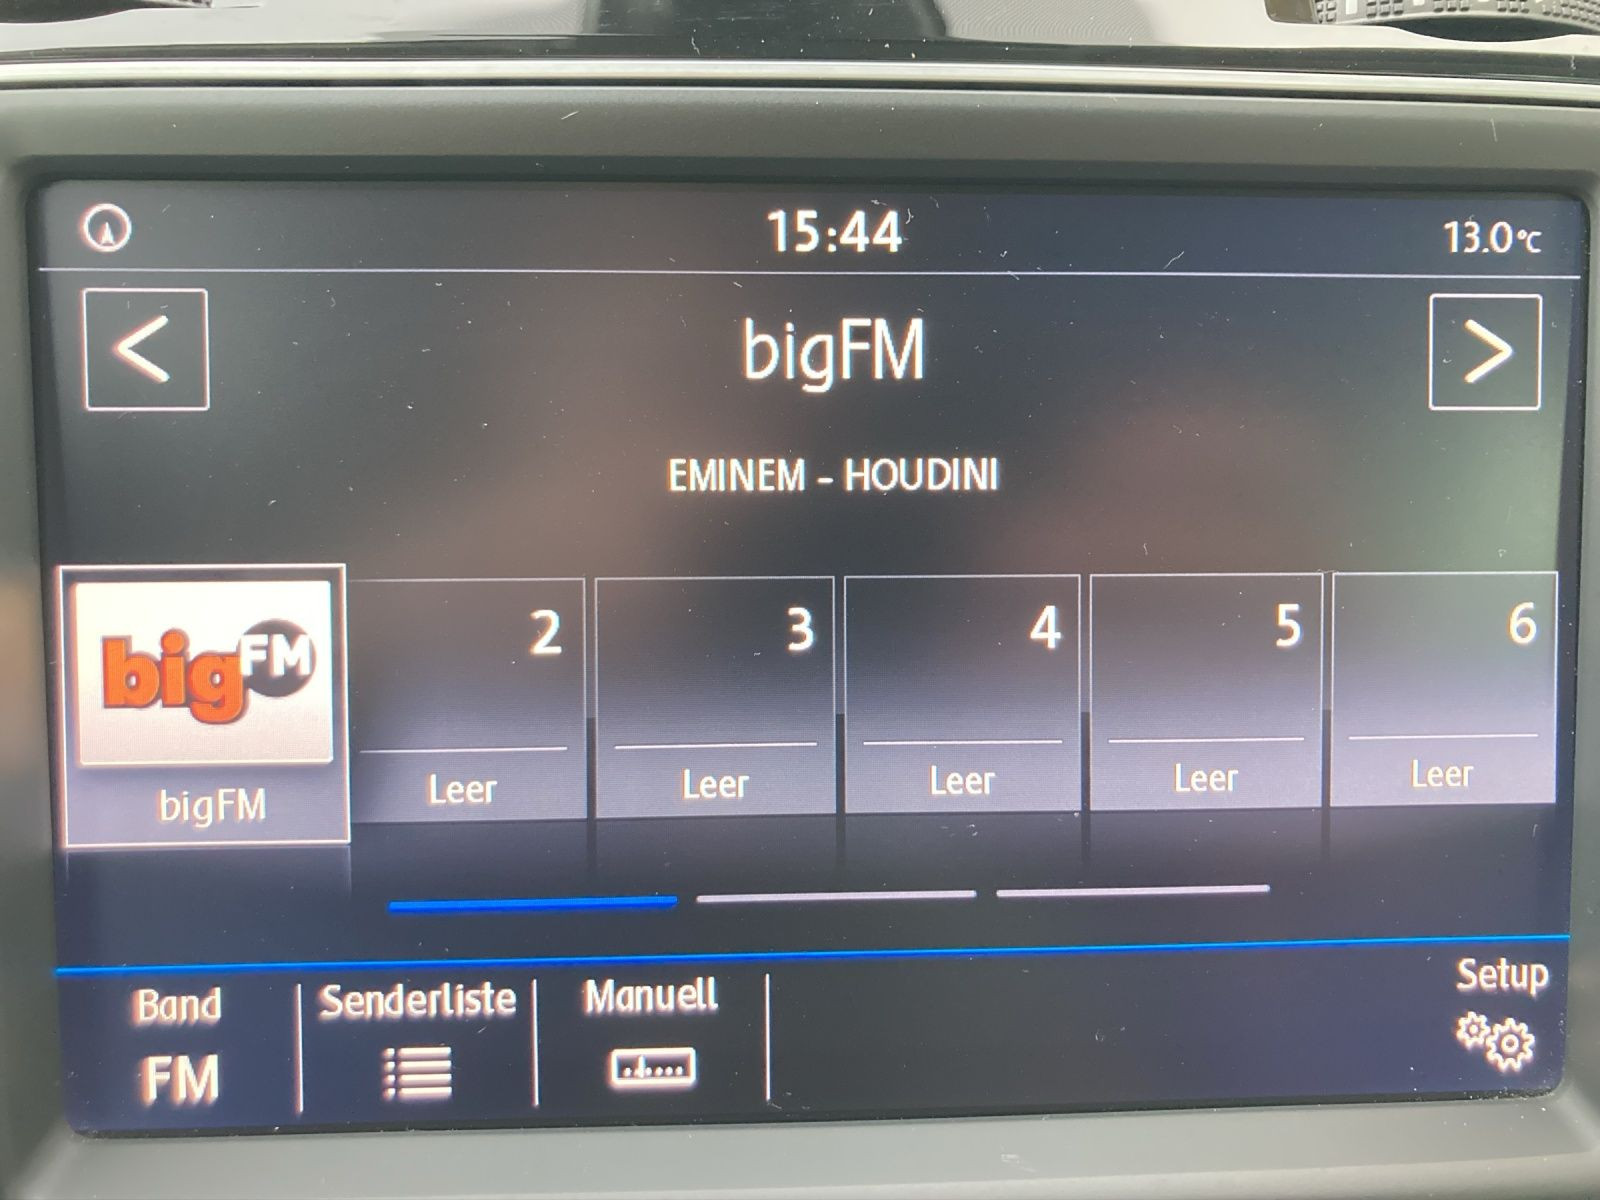 15:44
13.0°C
<
bigFM
>
EMINEM - HOUDINI
bigFM
2
3
4
5
6
bigFM
Leer
Leer
Leer
Leer
Leer
Band
Senderliste
Manuell
Setup
FM